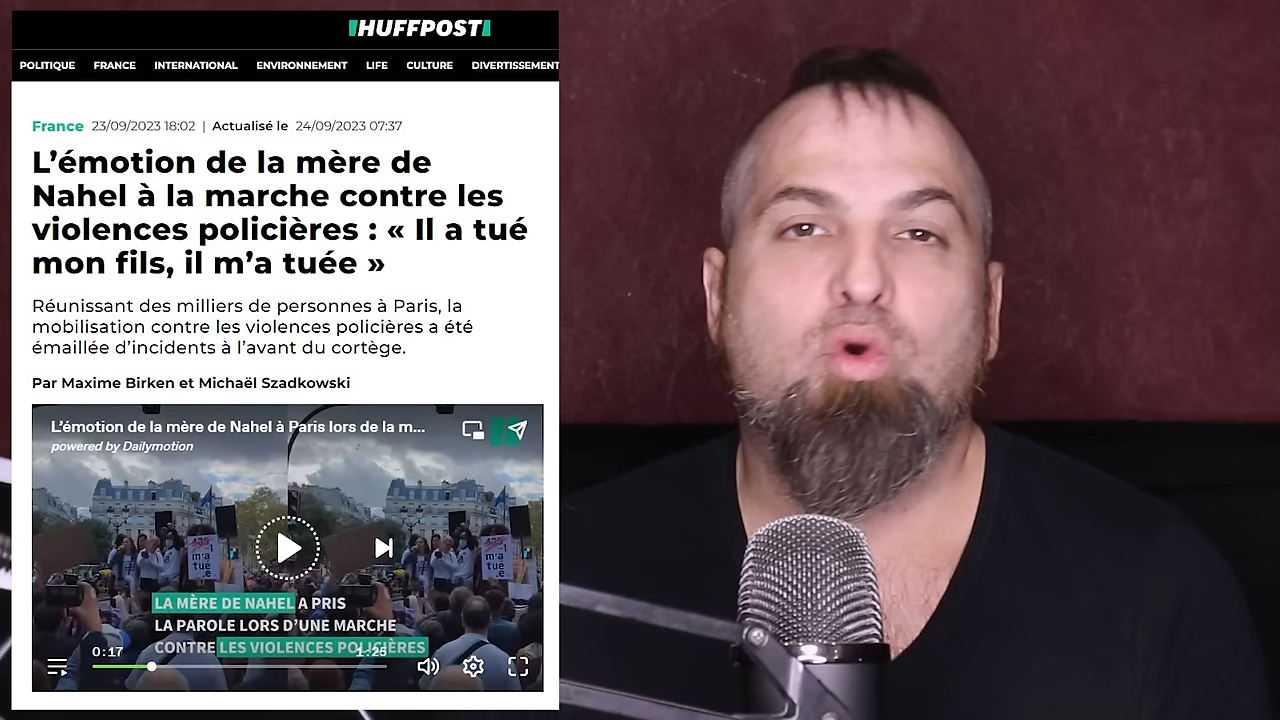 HUFFPOST
POLITIQUE FRANCE INTERNATIONAL ENVIRONNEMENT LIFE CULTURE DIVERTISSEMENT
France 23/09/2023 18:02 | Actualisé le 24/09/2023 07:37
L’émotion de la mère de
Nahel à la marche contre les
violences policières : « Il a tué
mon fils, il m’a tuée »
Réunissant des milliers de personnes à Paris, la
mobilisation contre les violences policières a été
émaillée d’incidents à l’avant du cortège.
Par Maxime Birken et Michaël Szadkowski
L’émotion de la mère de Nahel à Paris lors de la m...
powered by Dailymotion
LA MÈRE DE NAHEL A PRIS
LA PAROLE LORS D’UNE MARCHE
CONTRE LES VIOLENCES POLICIÈRES
0:17 1:25